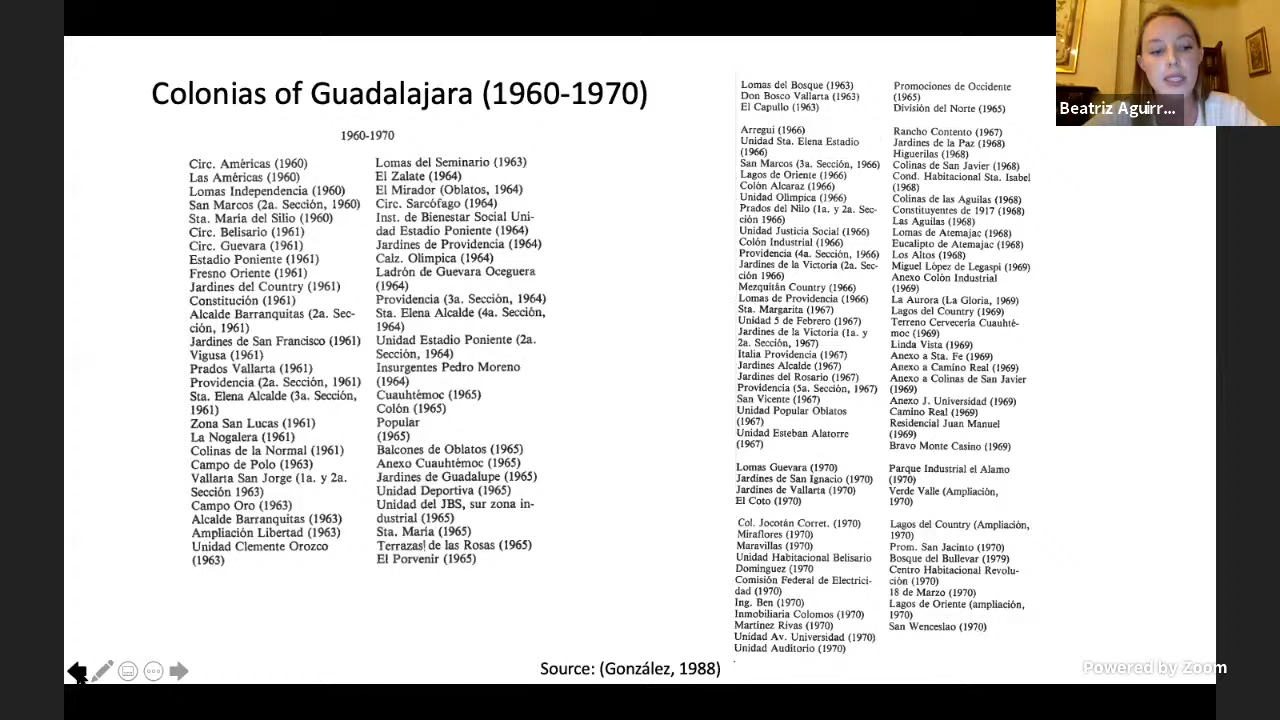 Colonias of Guadalajara (1960-1970)
1960-1970
Circ. Américas (1960)
Las Américas (1960)
Lomas Independencia (1960)
San Marcos (2a. Sección, 1960)
Sta. María del Silio (1960)
Circ. Belisario (1961)
Circ. Guevara (1961)
Estadio Poniente (1961)
Fresno Oriente (1961)
Jardines del Country (1961)
Constitución (1961)
Alcalde Barranquitas (2a. Sec-
ción, 1961)
Jardines de San Francisco (1961)
Vigusa (1961)
Prados Vallarta (1961)
Providencia (2a. Sección, 1961)
Sta. Elena Alcalde (3a. Sección,
1961)
Zona San Lucas (1961)
La Nogalera (1961)
Colinas de la Normal (1961)
Campo de Polo (1963)
Vallarta San Jorge (1a. y 2a.
Sección 1963)
Campo Oro (1963)
Alcalde Barranquitas (1963)
Ampliación Libertad (1963)
Unidad Clemente Orozco
(1963)
Lomas del Seminario (1963)
El Zalate (1964)
El Mirador (Oblatos, 1964)
Circ. Sarcófago (1964)
Inst. de Bienestar Social Uni-
dad Estadio Poniente (1964)
Jardines de Providencia (1964)
Calz. Olímpica (1964)
Ladrón de Guevara Oceguera
(1964)
Providencia (3a. Sección, 1964)
Sta. Elena Alcalde (4a. Sección,
1964)
Unidad Estadio Poniente (2a.
Sección, 1964)
Insurgentes Pedro Moreno
(1964)
Cuauhtémoc (1965)
Colón (1965)
Popular
(1965)
Balcones de Oblatos (1965)
Anexo Cuauhtémoc (1965)
Jardines de Guadalupe (1965)
Unidad Deportiva (1965)
Unidad del JBS, sur zona in-
dustrial (1965)
Sta. María (1965)
Terrazas de las Rosas (1965)
El Porvenir (1965)
Lomas del Bosque (1963)
Don Bosco Vallarta (1963)
El Capullo (1963)
Arregui (1966)
Unidad Sta. Elena Estadio
(1966)
San Marcos (3a. Sección, 1966)
Lagos de Oriente (1966)
Colón Alcaraz (1966)
Unidad Olímpica (1966)
Prados del Nilo (1a. y 2a. Sec-
ción 1966)
Unidad Justicia Social (1966)
Colón Industrial (1966)
Providencia (4a. Sección, 1966)
Jardines de la Victoria (2a. Sec-
ción 1966)
Mezquitán Country (1966)
Lomas de Providencia (1966)
Sta. Margarita (1967)
Unidad 5 de Febrero (1967)
Jardines de la Victoria (1a. y
2a. Sección, 1967)
Italia Providencia (1967)
Jardines Alcalde (1967)
Jardines del Rosario (1967)
Providencia (5a. Sección, 1967)
San Vicente (1967)
Unidad Popular Oblatos
(1967)
Unidad Esteban Alatorre
(1967)
Lomas Guevara (1970)
Jardines de San Ignacio (1970)
Jardines de Vallarta (1970)
El Coto (1970)
Col. Jocotán Corret. (1970)
Miraflores (1970)
Maravillas (1970)
Unidad Habitacional Belisario
Domínguez (1970
Comisión Federal de Electrici-
dad (1970)
Ing. Ben (1970)
Inmobiliaria Colomos (1970)
Martínez Rivas (1970)
Unidad Av. Universidad (1970)
Unidad Auditorio (1970)
Promociones de Occidente
(1965)
División del Norte (1965)
Rancho Contento (1967)
Jardines de la Paz (1968)
Higuerilas (1968)
Colinas de San Javier (1968)
Cond. Habitacional Sta. Isabel
(1968)
Colinas de las Aguilas (1968)
Constituyentes de 1917 (1968)
Las Aguilas (1968)
Lomas de Atemajac (1968)
Eucalipto de Atemajac (1968)
Los Altos (1968)
Miguel López de Legaspi (1969)
Anexo Colón Industrial
(1969)
La Aurora (La Gloria, 1969)
Lagos del Country (1969)
Terreno Cervecería Cuauhté-
moc (1969)
Linda Vista (1969)
Anexo a Sta. Fe (1969)
Anexo a Camino Real (1969)
Anexo a Colinas de San Javier
(1969)
Anexo J. Universidad (1969)
Camino Real (1969)
Residencial Juan Manuel
(1969)
Bravo Monte Casino (1969)
Parque Industrial el Alamo
(1970)
Verde Valle (Ampliación,
1970)
Lagos del Country (Ampliación,
1970)
Prom. San Jacinto (1970)
Bosque del Bullevar (1979)
Centro Habitacional Revolu-
ción (1970)
18 de Marzo (1970)
Lagos de Oriente (ampliación,
1970)
San Wenceslao (1970)
Source: (González, 1988)
Beatriz Aguirr...
Powered by Zoom